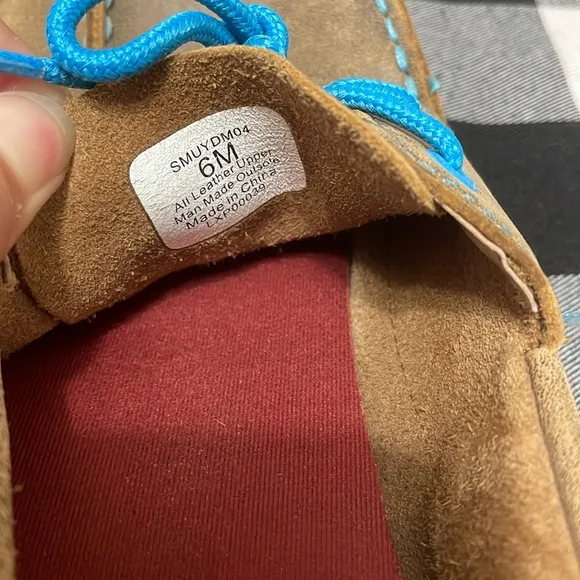 SMUYDM04
6M
All Leather Upper
Man Made Outsole
Made in China
LXP00039